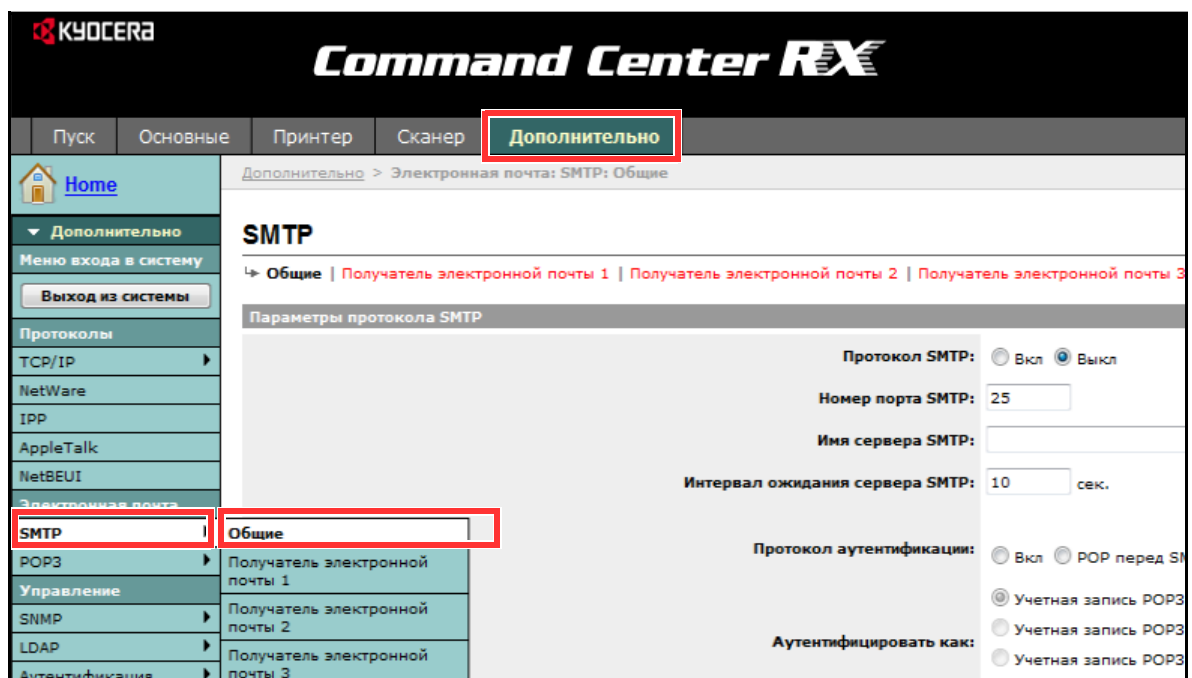 KYOCERA
Command Center RX
Пуск Основные Принтер Сканер Дополнительно
Home
Дополнительно > Электронная почта: SMTP: Общие
Дополнительно
SMTP
Меню входа в систему
Общие | Получатель электронной почты 1 | Получатель электронной почты 2 | Получатель электронной почты 3
Выход из системы
Параметры протокола SMTP
Протоколы
TCP/IP
NetWare
IPP
AppleTalk
NetBEUI
Электронная почта
SMTP
POP3
Управление
SNMP
LDAP
Аутентификация
Общие
Получатель электронной
почты 1
Получатель электронной
почты 2
Получатель электронной
почты 3
Протокол SMTP: Вкл Выкл
Номер порта SMTP: 25
Имя сервера SMTP:
Интервал ожидания сервера SMTP: 10 сек.
Протокол аутентификации: Вкл POP перед
Аутентифицировать как: Учетная запись POP3
Учетная запись POP3
Учетная запись POP3